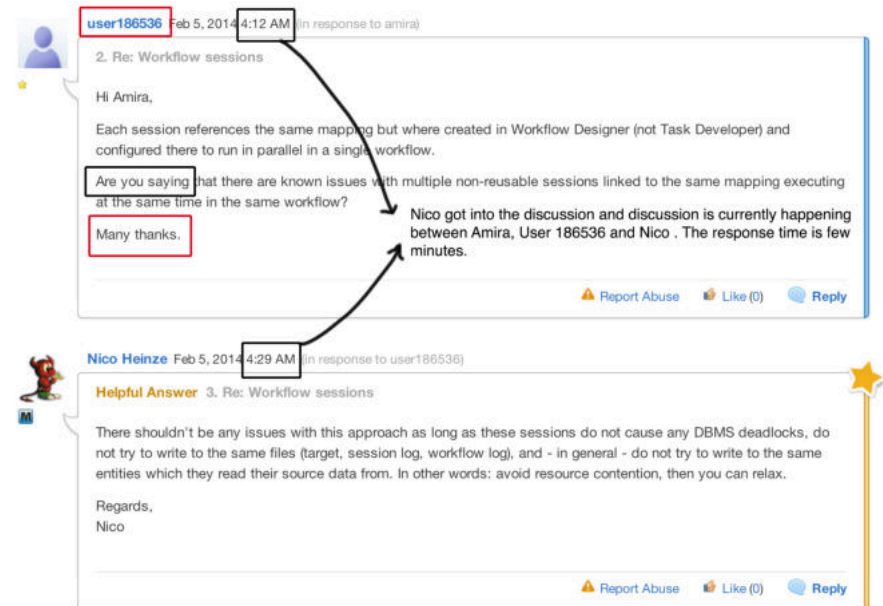 user186536 Feb 5, 2014 4:12 AM (in response to amira)
2. Re: Workflow sessions
Hi Amira,
Each session references the same mapping but where created in Workflow Designer (not Task Developer) and
configured there to run in parallel in a single workflow.
Are you saying that there are known issues with multiple non-reusable sessions linked to the same mapping executing
at the same time in the same workflow?
Many thanks.
Nico got into the discussion and discussion is currently happening
between Amira, User 186536 and Nico . The response time is few
minutes.
Report Abuse Like (0) Reply
Nico Heinze Feb 5, 2014 4:29 AM (in response to user186536)
Helpful Answer 3. Re: Workflow sessions
There shouldn't be any issues with this approach as long as these sessions do not cause any DBMS deadlocks, do
not try to write to the same files (target, session log, workflow log), and - in general - do not try to write to the same
entities which they read their source data from. In other words: avoid resource contention, then you can relax.
Regards,
Nico
M
Report Abuse Like (0) Reply